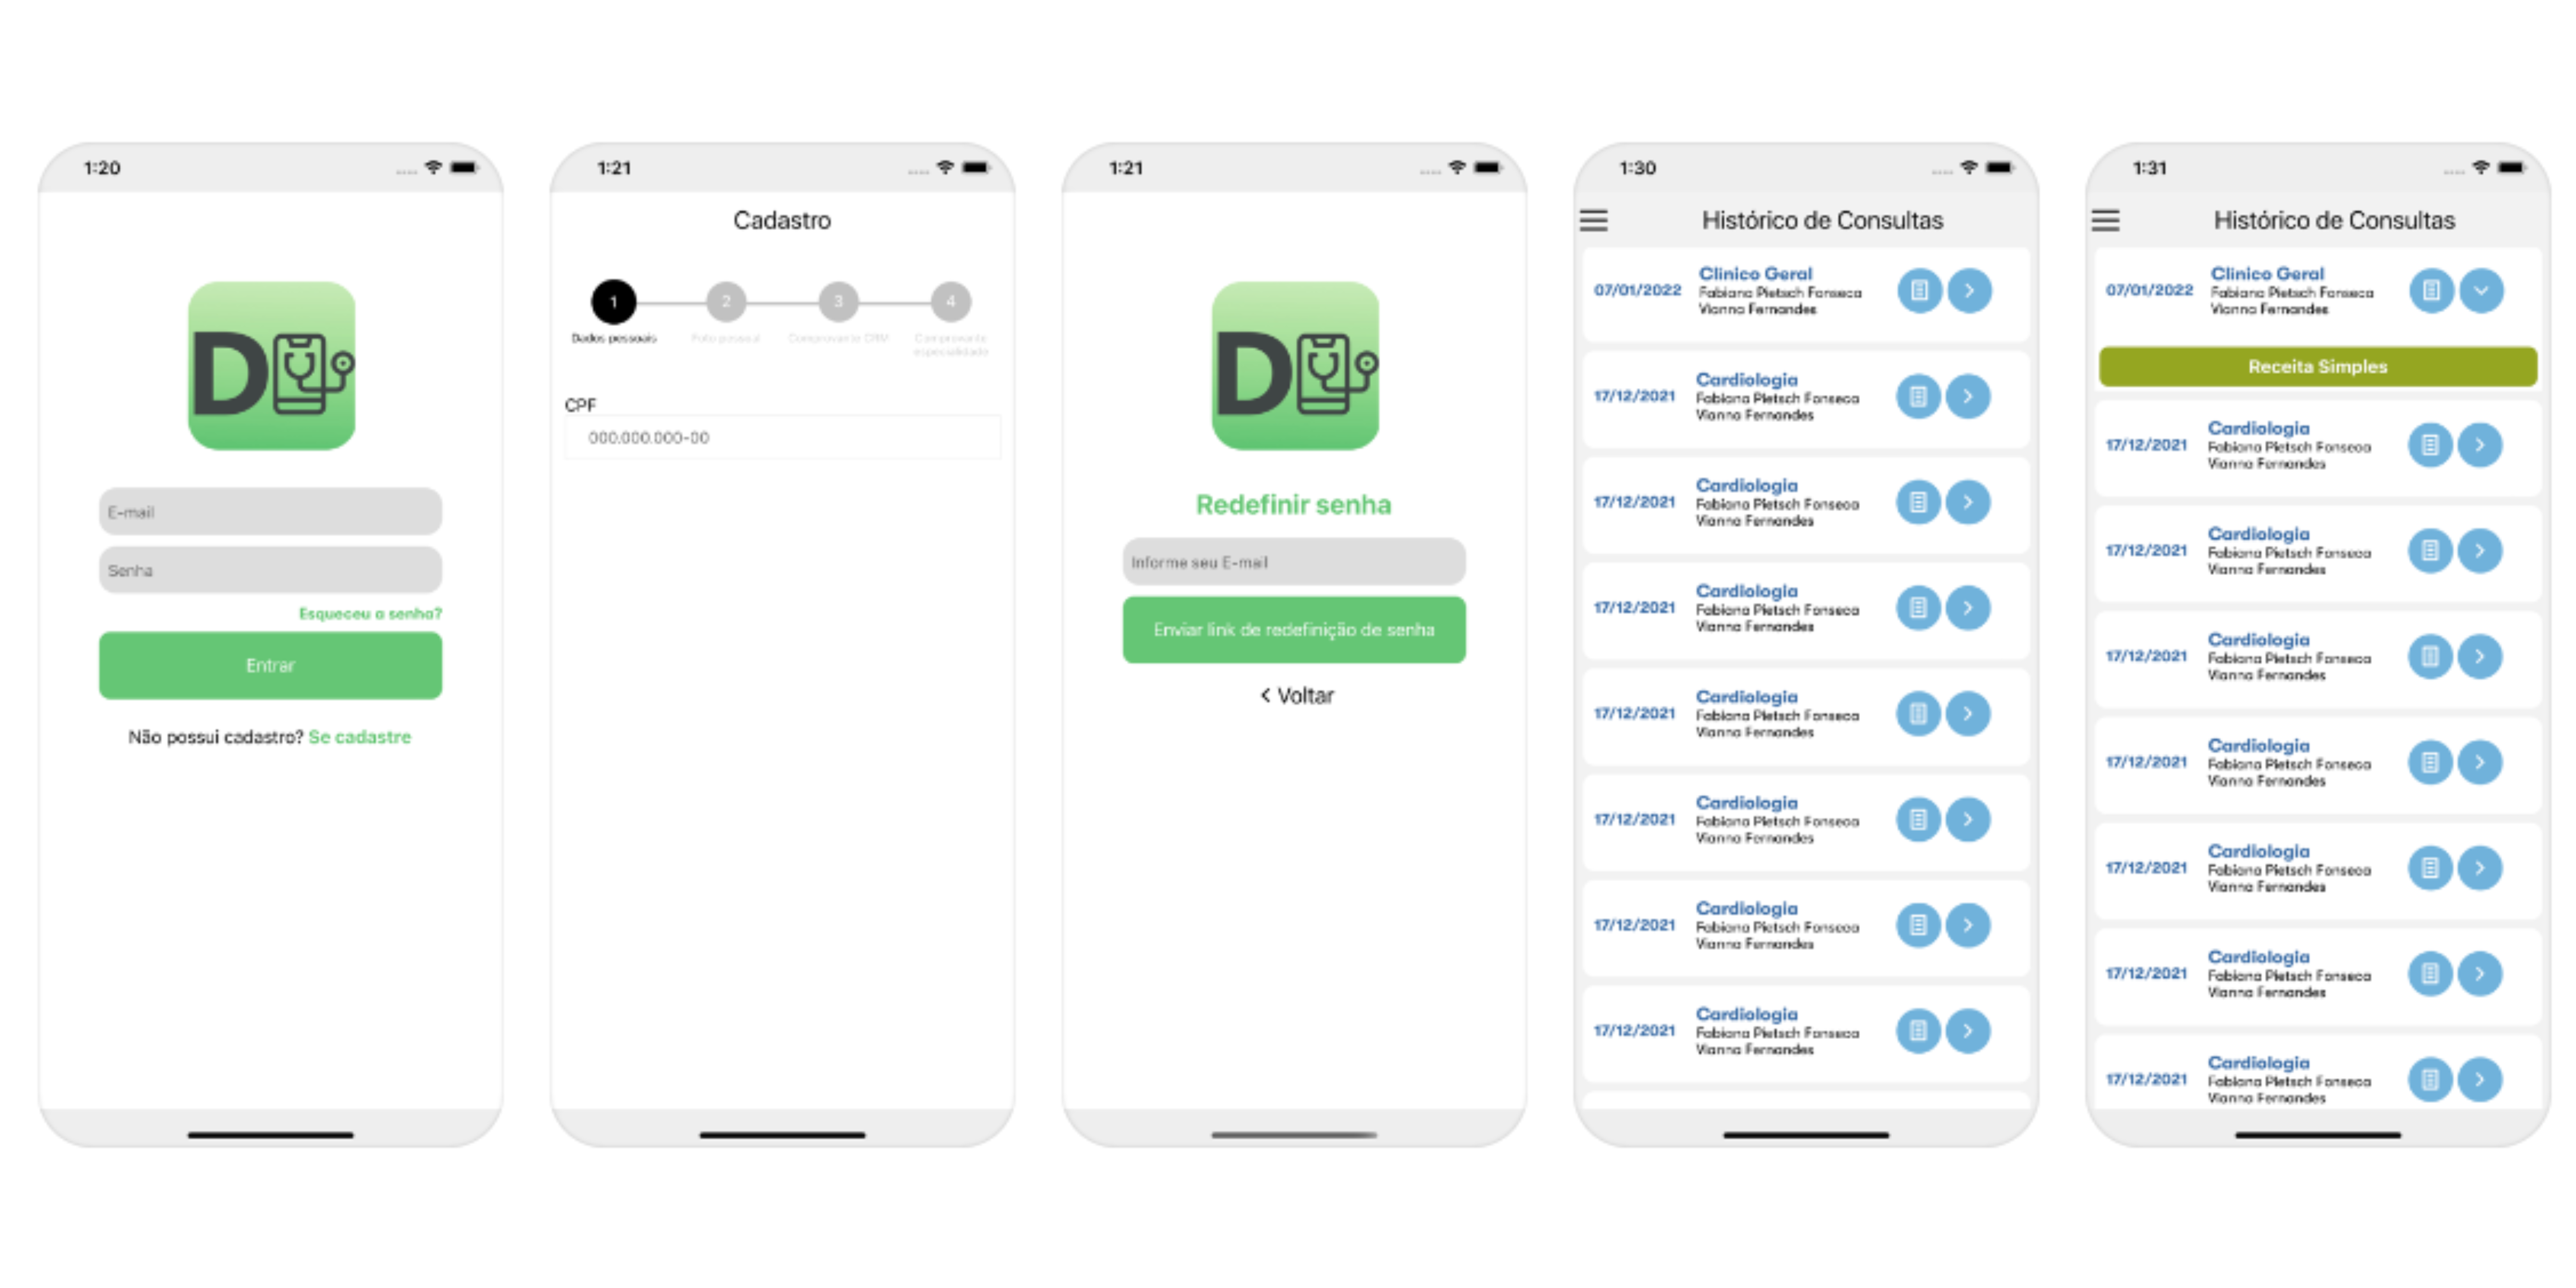 1:20
D
E-mail
Senha
Esqueceu a senha?
Entrar
Não possui cadastro? Se cadastre
1:21
Cadastro
1 2 3 4
Dados pessoais
Foto pessoal
Comprovante CRM
Comprovante
especialidade
CPF
000.000.000-00
1:21
D
Redefinir senha
Informe seu E-mail
Enviar link de redefinição de senha
< Voltar
1:30
Histórico de Consultas
07/01/2022
Clinico Geral
Fabiana Pietsch Fonseca
Vianna Fernandes
17/12/2021
Cardiologia
Fabiana Pietsch Fonseca
Vianna Fernandes
17/12/2021
Cardiologia
Fabiana Pietsch Fonseca
Vianna Fernandes
17/12/2021
Cardiologia
Fabiana Pietsch Fonseca
Vianna Fernandes
17/12/2021
Cardiologia
Fabiana Pietsch Fonseca
Vianna Fernandes
17/12/2021
Cardiologia
Fabiana Pietsch Fonseca
Vianna Fernandes
17/12/2021
Cardiologia
Fabiana Pietsch Fonseca
Vianna Fernandes
17/12/2021
Cardiologia
Fabiana Pietsch Fonseca
Vianna Fernandes
1:31
Histórico de Consultas
07/01/2022
Clinico Geral
Fabiana Pietsch Fonseca
Vianna Fernandes
Receita Simples
17/12/2021
Cardiologia
Fabiana Pietsch Fonseca
Vianna Fernandes
17/12/2021
Cardiologia
Fabiana Pietsch Fonseca
Vianna Fernandes
17/12/2021
Cardiologia
Fabiana Pietsch Fonseca
Vianna Fernandes
17/12/2021
Cardiologia
Fabiana Pietsch Fonseca
Vianna Fernandes
17/12/2021
Cardiologia
Fabiana Pietsch Fonseca
Vianna Fernandes
17/12/2021
Cardiologia
Fabiana Pietsch Fonseca
Vianna Fernandes
17/12/2021
Cardiologia
Fabiana Pietsch Fonseca
Vianna Fernandes